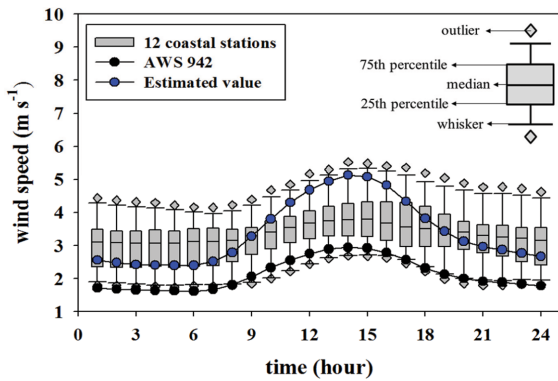 10
9
8
7
6
5
4
3
2
1
wind speed (m s⁻¹)
12 coastal stations
AWS 942
Estimated value
outlier
75th percentile
median
25th percentile
whisker
0 3 6 9 12 15 18 21 24
time (hour)